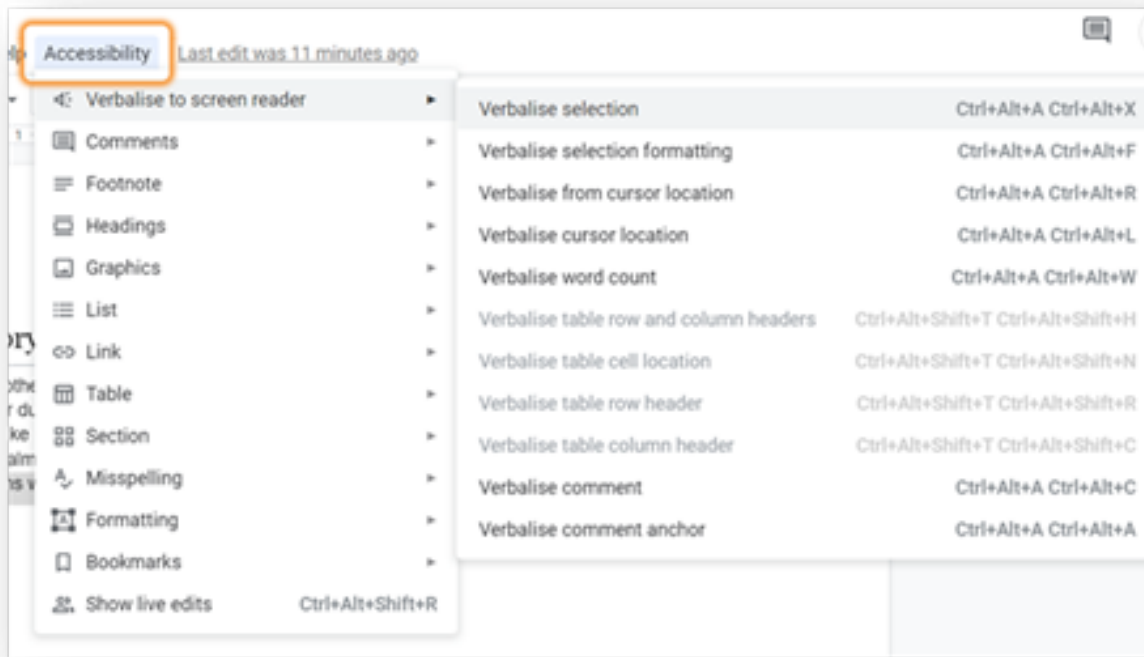 Accessibility Last edit was 11 minutes ago
Verbalise to screen reader
Comments
Footnote
Headings
Graphics
List
Link
Table
Section
Misspelling
Formatting
Bookmarks
Show live edits Ctrl+Alt+Shift+R
Verbalise selection Ctrl+Alt+A Ctrl+Alt+X
Verbalise selection formatting Ctrl+Alt+A Ctrl+Alt+F
Verbalise from cursor location Ctrl+Alt+A Ctrl+Alt+R
Verbalise cursor location Ctrl+Alt+A Ctrl+Alt+L
Verbalise word count Ctrl+Alt+A Ctrl+Alt+W
Verbalise table row and column headers Ctrl+Alt+Shift+T Ctrl+Alt+Shift+H
Verbalise table cell location Ctrl+Alt+Shift+T Ctrl+Alt+Shift+N
Verbalise table row header Ctrl+Alt+Shift+T Ctrl+Alt+Shift+R
Verbalise table column header Ctrl+Alt+Shift+T Ctrl+Alt+Shift+C
Verbalise comment Ctrl+Alt+A Ctrl+Alt+C
Verbalise comment anchor Ctrl+Alt+A Ctrl+Alt+A